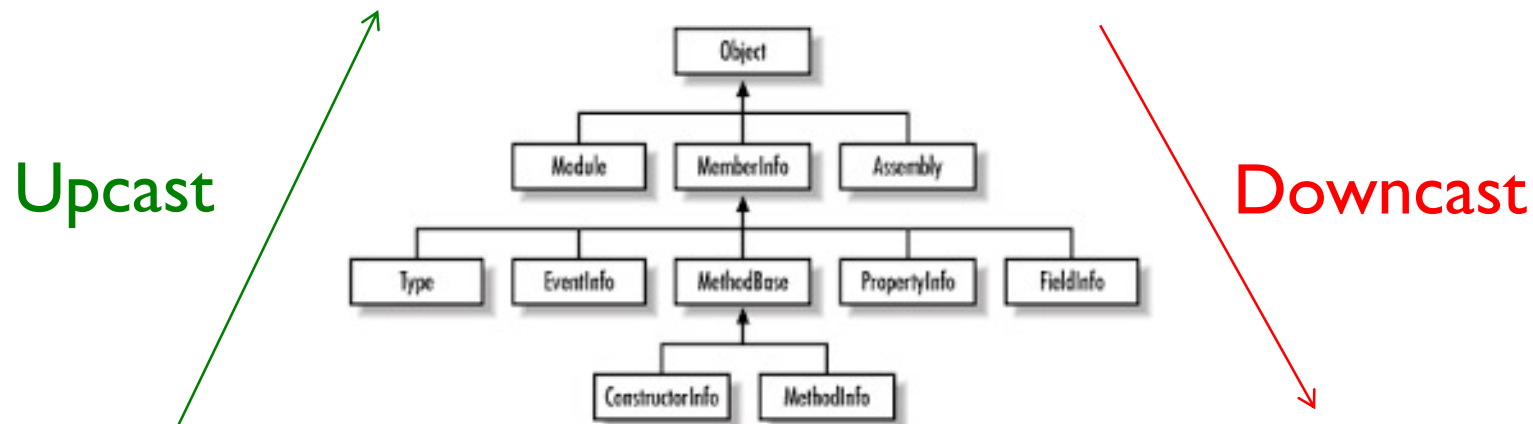 Object
Upcast
Module MemberInfo Assembly
Downcast
Type EventInfo MethodBase PropertyInfo FieldInfo
ConstructorInfo MethodInfo